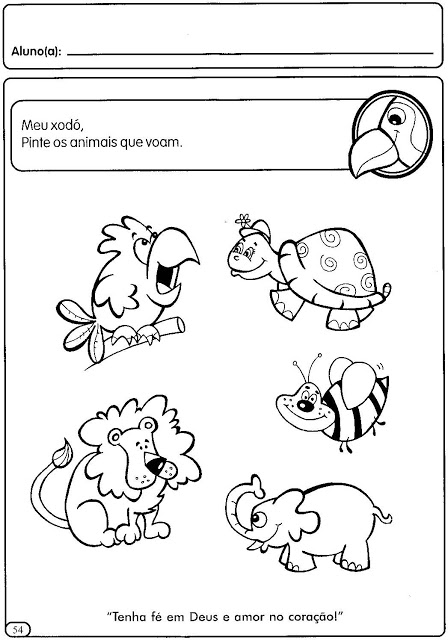 Aluno(a):
Meu xodó,
Pinte os animais que voam.
54
"Tenha fé em Deus e amor no coração!"